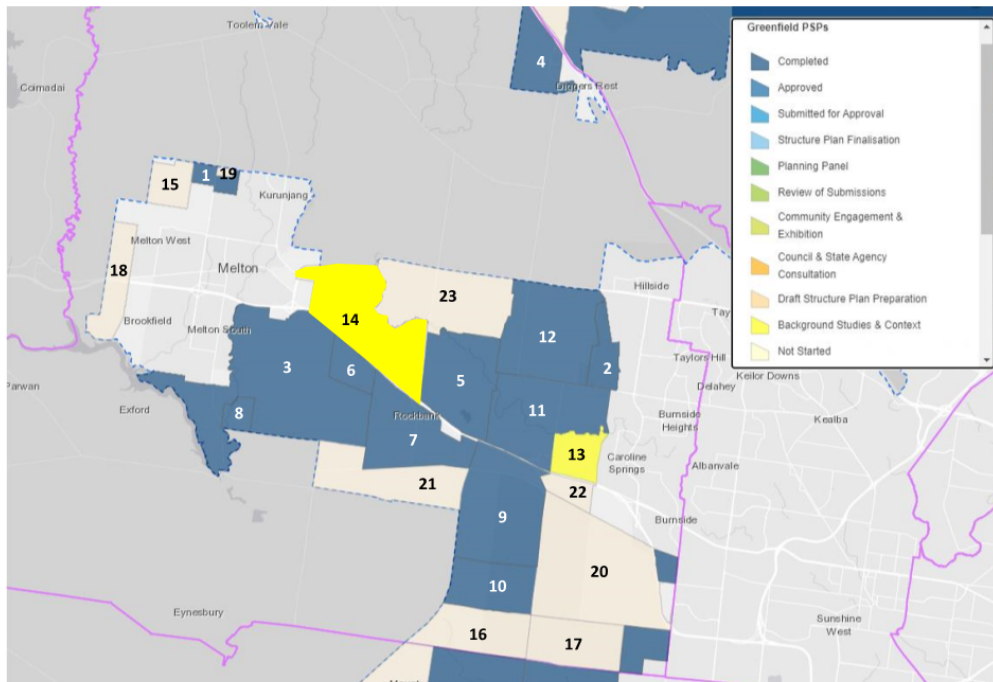 Toolern Vale
Coimadai
4
Diggers Rest
15
1
19
Kurunjang
Melton West
Melton
18
Brookfield
Melton South
14
23
Hillside
12
2
Taylors Hill
Keilor Downs
Delahey
Kealba
3
6
5
Parwan
Exford
8
Rockbank
7
11
Burnside
Heights
13
Caroline
Springs
Albanvale
21
22
Burnside
9
20
10
Eynesbury
16
17
Sunshine
West
Greenfield PSPs
Completed
Approved
Submitted for Approval
Structure Plan Finalisation
Planning Panel
Review of Submissions
Community Engagement &
Exhibition
Council & State Agency
Consultation
Draft Structure Plan Preparation
Background Studies & Context
Not Started